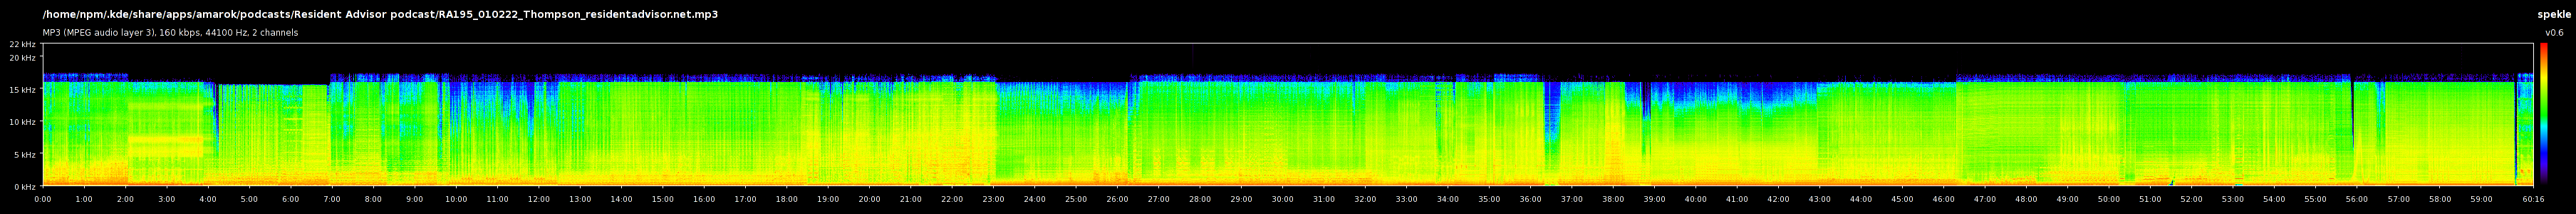 /home/npm/.kde/share/apps/amarok/podcasts/Resident Advisor podcast/RA195_010222_Thompson_residentadvisor.net.mp3
spekle
MP3 (MPEG audio layer 3), 160 kbps, 44100 Hz, 2 channels
v0.6
22 kHz
20 kHz
15 kHz
10 kHz
5 kHz
0 kHz
0:00 1:00 2:00 3:00 4:00 5:00 6:00 7:00 8:00 9:00 10:00 11:00 12:00 13:00 14:00 15:00 16:00 17:00 18:00 19:00 20:00 21:00 22:00 23:00 24:00 25:00 26:00 27:00 28:00 29:00 30:00 31:00 32:00 33:00 34:00 35:00 36:00 37:00 38:00 39:00 40:00 41:00 42:00 43:00 44:00 45:00 46:00 47:00 48:00 49:00 50:00 51:00 52:00 53:00 54:00 55:00 56:00 57:00 58:00 59:00 60:16